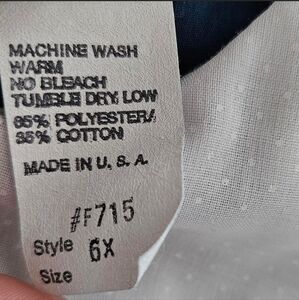 MACHINE WASH
WARM
NO BLEACH
TUMBLE DRY, LOW
65% POLYESTER/
35% COTTON
MADE IN U.S.A.
#F715
Style 6X
Size